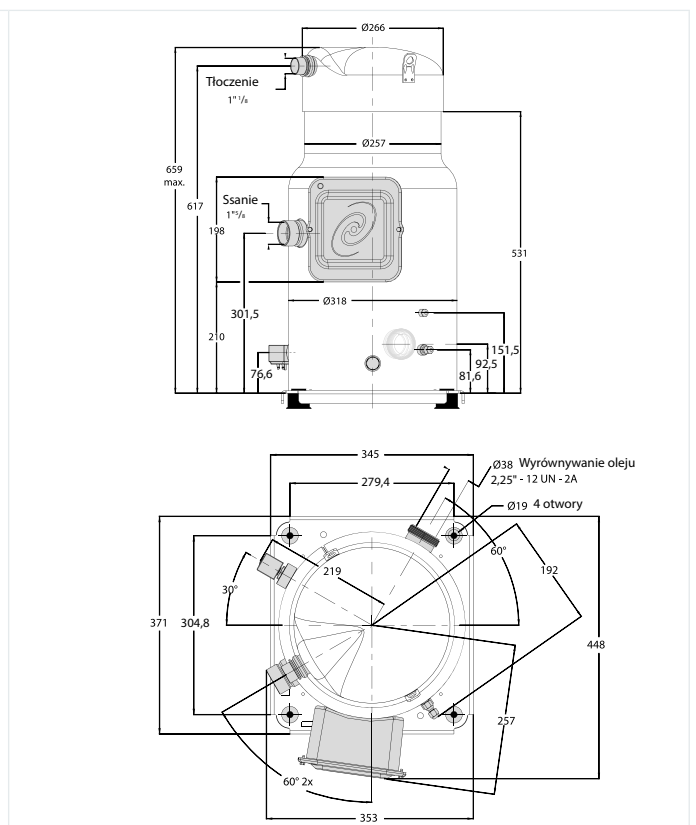 Ø266
Tłoczenie
1" 1/8
Ø257
659
max.
617
Ssanie
1"5/8
198
531
301,5
Ø318
210
151,5
92,5
76,6
81,6
345
Ø38 Wyrównywanie oleju
2,25" - 12 UN - 2A
279,4
Ø19 4 otwory
60°
219
192
30°
371
304,8
448
257
60° 2x
353